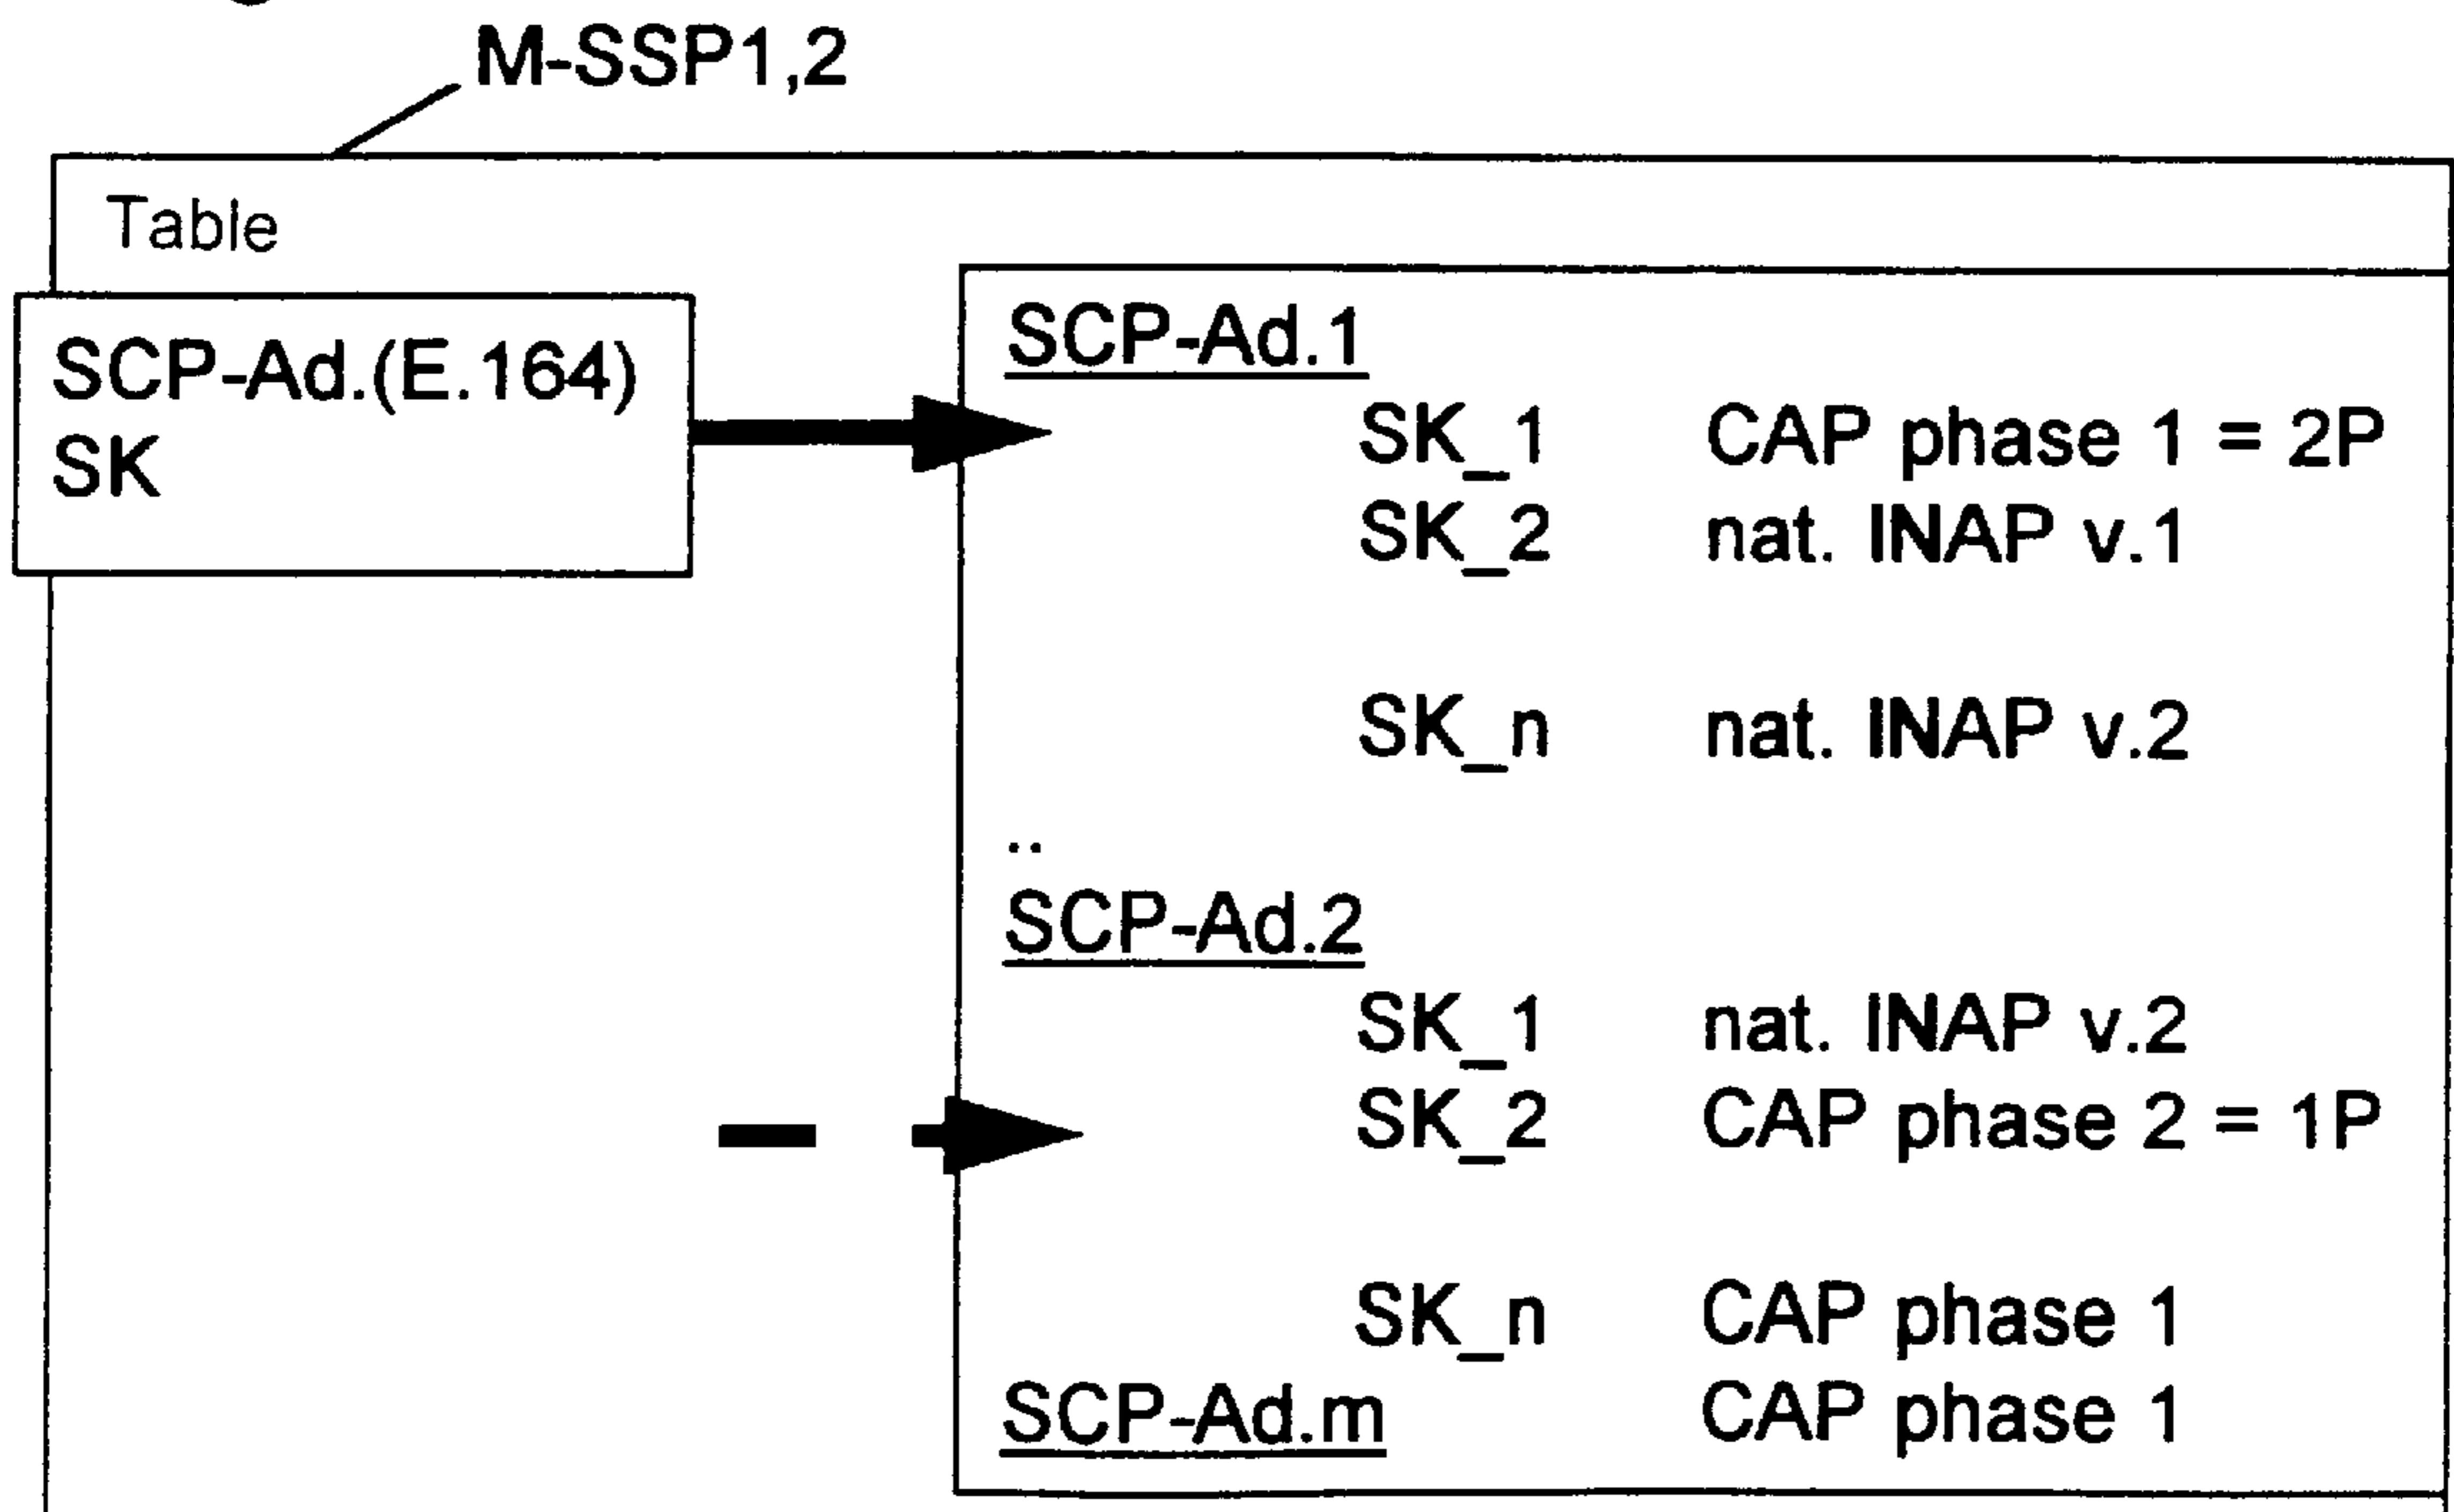 M-SSP1,2
Table
SCP-Ad.(E.164)
SK
SCP-Ad.1
SK_1 CAP phase 1 = 2P
SK_2 nat. INAP v.1
SK_n nat. INAP v.2
..
SCP-Ad.2
SK_1 nat. INAP v.2
SK_2 CAP phase 2 = 1P
SK_n CAP phase 1
SCP-Ad.m CAP phase 1